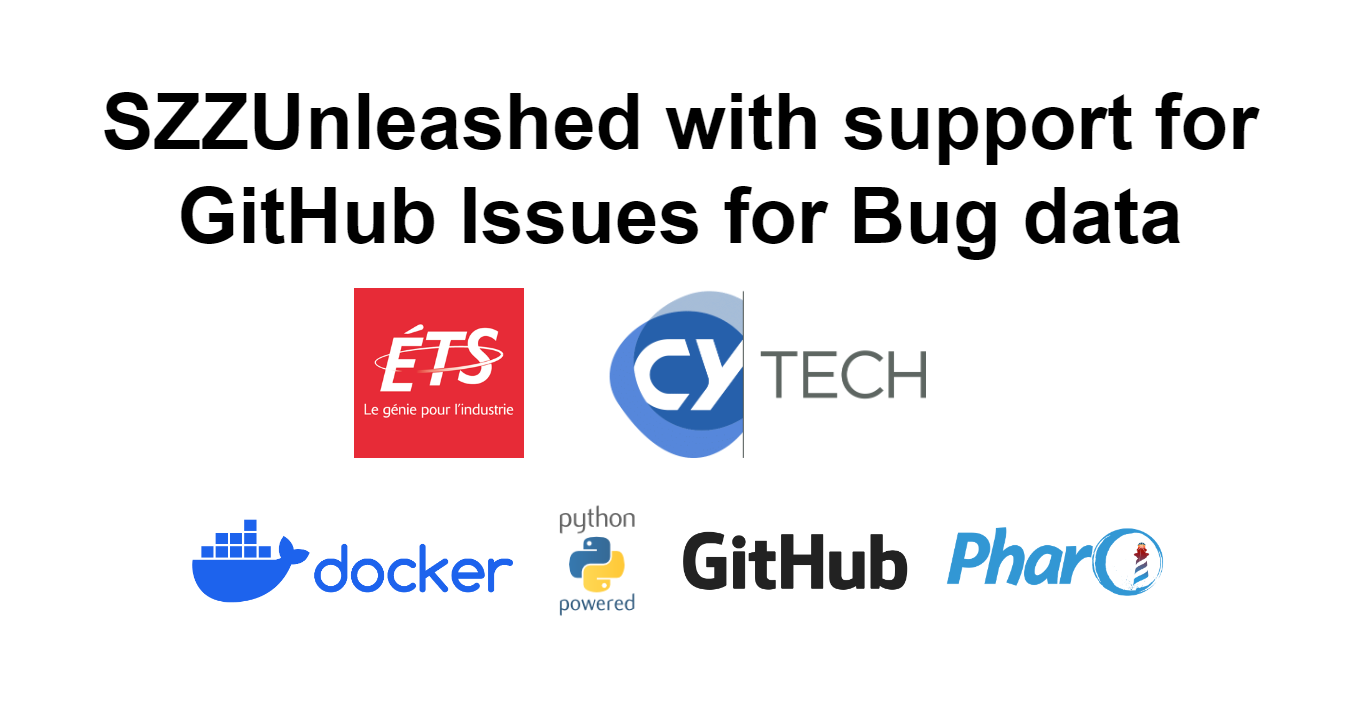 SZZUnleashed with support for
GitHub Issues for Bug data
ÉTS
Le génie pour l'industrie
CY TECH
docker
python
powered
GitHub
Pharo